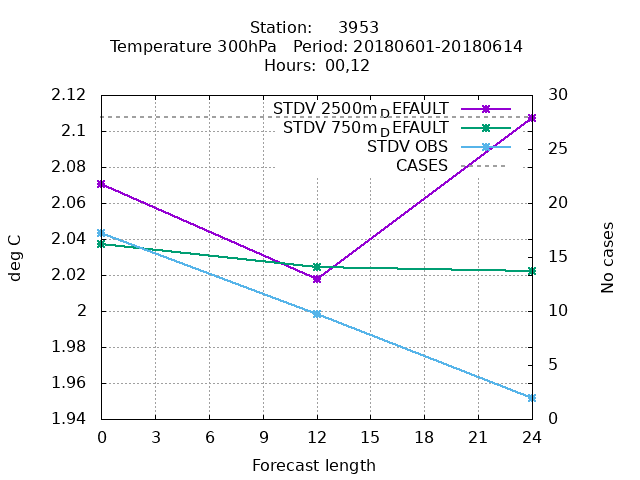 Station: 3953
Temperature 300hPa Period: 20180601-20180614
Hours: 00,12
2.12
2.1
2.08
2.06
2.04
2.02
2
1.98
1.96
1.94
deg C
STDV 2500m_DEFAULT
STDV 750m_DEFAULT
STDV OBS
CASES
30
25
20
15
10
5
0
No cases
0 3 6 9 12 15 18 21 24
Forecast length